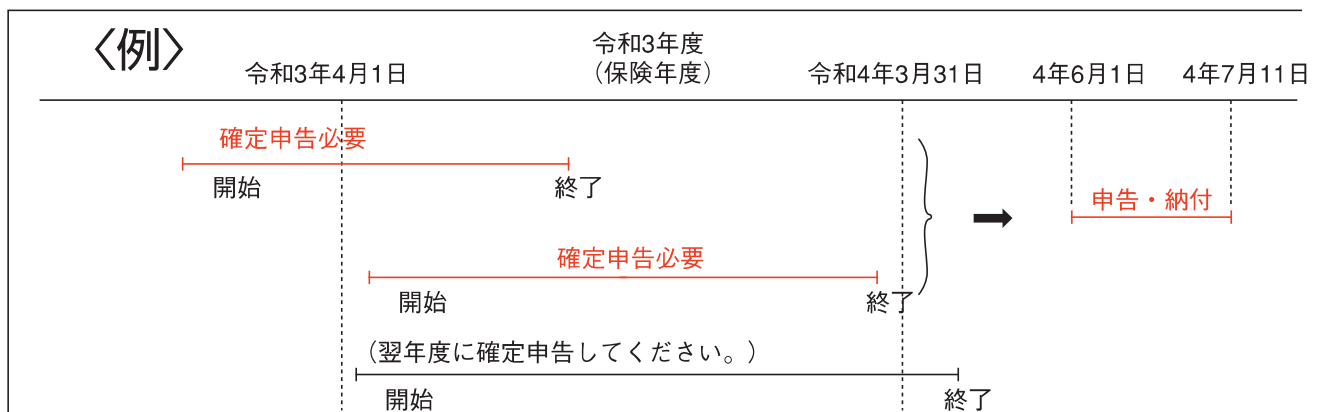 〈例〉
令和3年4月1日
令和3年度
（保険年度）
令和4年3月31日
4年6月1日
4年7月11日
確定申告必要
開始
終了
申告・納付
確定申告必要
開始
終了
（翌年度に確定申告してください。）
開始
終了